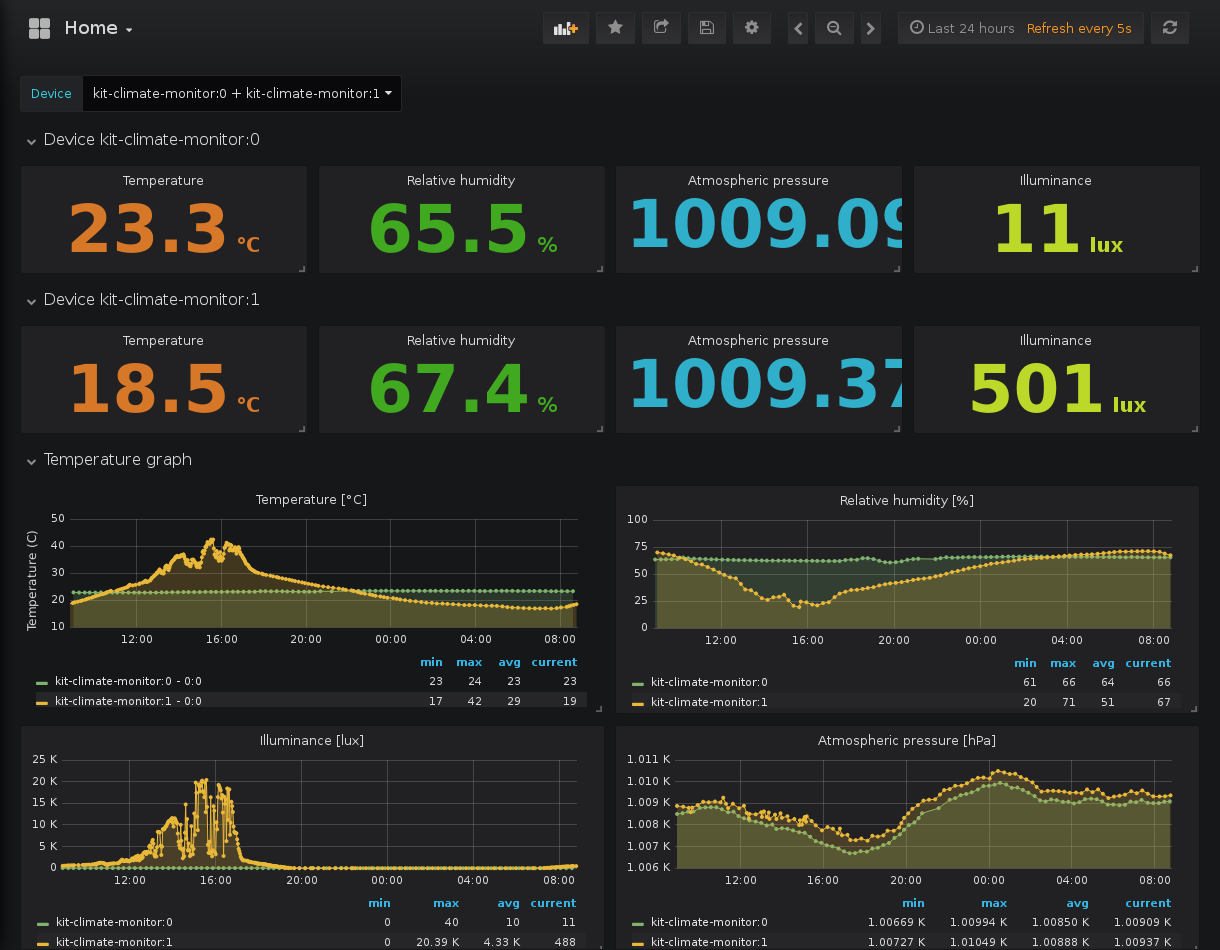 Home
Last 24 hours Refresh every 5s
Device kit-climate-monitor:0 + kit-climate-monitor:1
Device kit-climate-monitor:0
Temperature Relative humidity Atmospheric pressure Illuminance
23.3 °C 65.5 % 1009.09 11 lux
Device kit-climate-monitor:1
Temperature Relative humidity Atmospheric pressure Illuminance
18.5 °C 67.4 % 1009.37 501 lux
Temperature graph
Temperature [°C]
Temperature (C)
50
40
30
20
10
12:00 16:00 20:00 00:00 04:00 08:00
min max avg current
kit-climate-monitor:0 - 0:0 23 24 23 23
kit-climate-monitor:1 - 0:0 17 42 29 19
Relative humidity [%]
100
75
50
25
0
12:00 16:00 20:00 00:00 04:00 08:00
min max avg current
kit-climate-monitor:0 61 66 64 66
kit-climate-monitor:1 20 71 51 67
Illuminance [lux]
25 K
20 K
15 K
10 K
5 K
0
12:00 16:00 20:00 00:00 04:00 08:00
min max avg current
kit-climate-monitor:0 0 40 10 11
kit-climate-monitor:1 0 20.39 K 4.33 K 488
Atmospheric pressure [hPa]
1.011 K
1.010 K
1.009 K
1.008 K
1.007 K
1.006 K
12:00 16:00 20:00 00:00 04:00 08:00
min max avg current
kit-climate-monitor:0 1.00669 K 1.00994 K 1.00850 K 1.00909 K
kit-climate-monitor:1 1.00727 K 1.01049 K 1.00888 K 1.00937 K